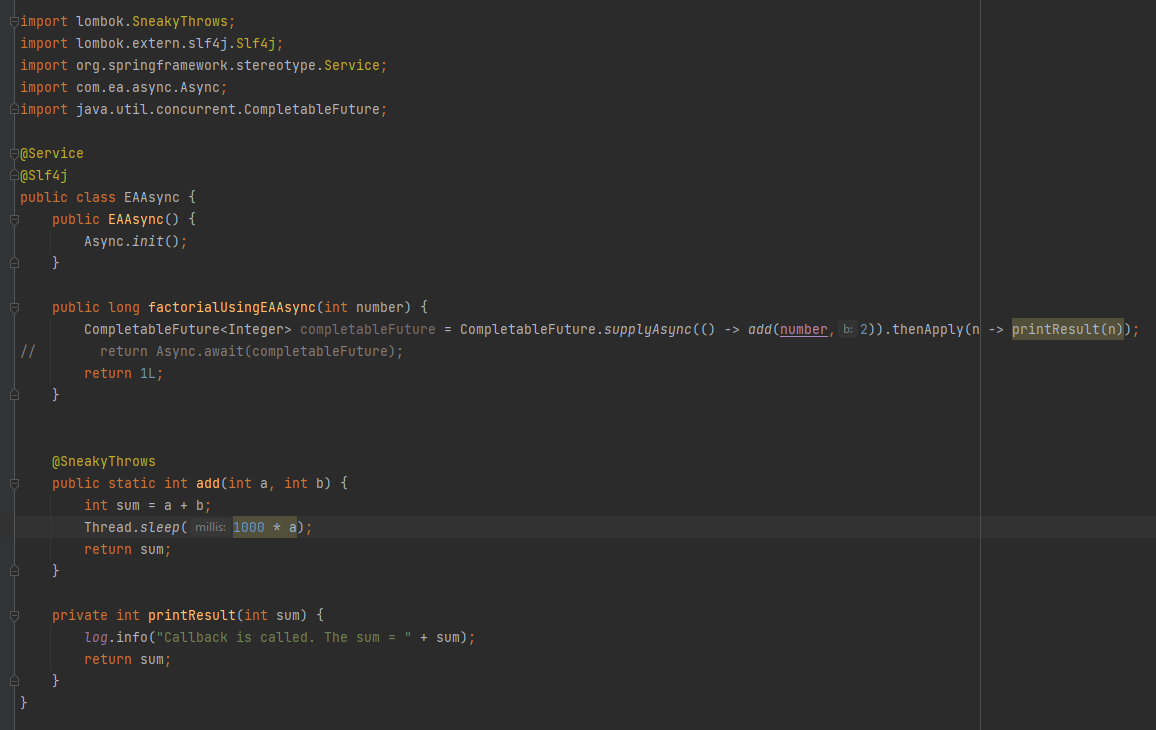 import lombok.SneakyThrows;
import lombok.extern.slf4j.Slf4j;
import org.springframework.stereotype.Service;
import com.ea.async.Async;
import java.util.concurrent.CompletableFuture;
@Service
@Slf4j
public class EAAsync {
public EAAsync() {
Async.init();
}
public long factorialUsingEAAsync(int number) {
CompletableFuture<Integer> completableFuture = CompletableFuture.supplyAsync(() -> add(number, b: 2)).thenApply(n -> printResult(n));
// return Async.await(completableFuture);
return 1L;
}
@SneakyThrows
public static int add(int a, int b) {
int sum = a + b;
Thread.sleep( millis: 1000 * a);
return sum;
}
private int printResult(int sum) {
log.info("Callback is called. The sum = " + sum);
return sum;
}
}